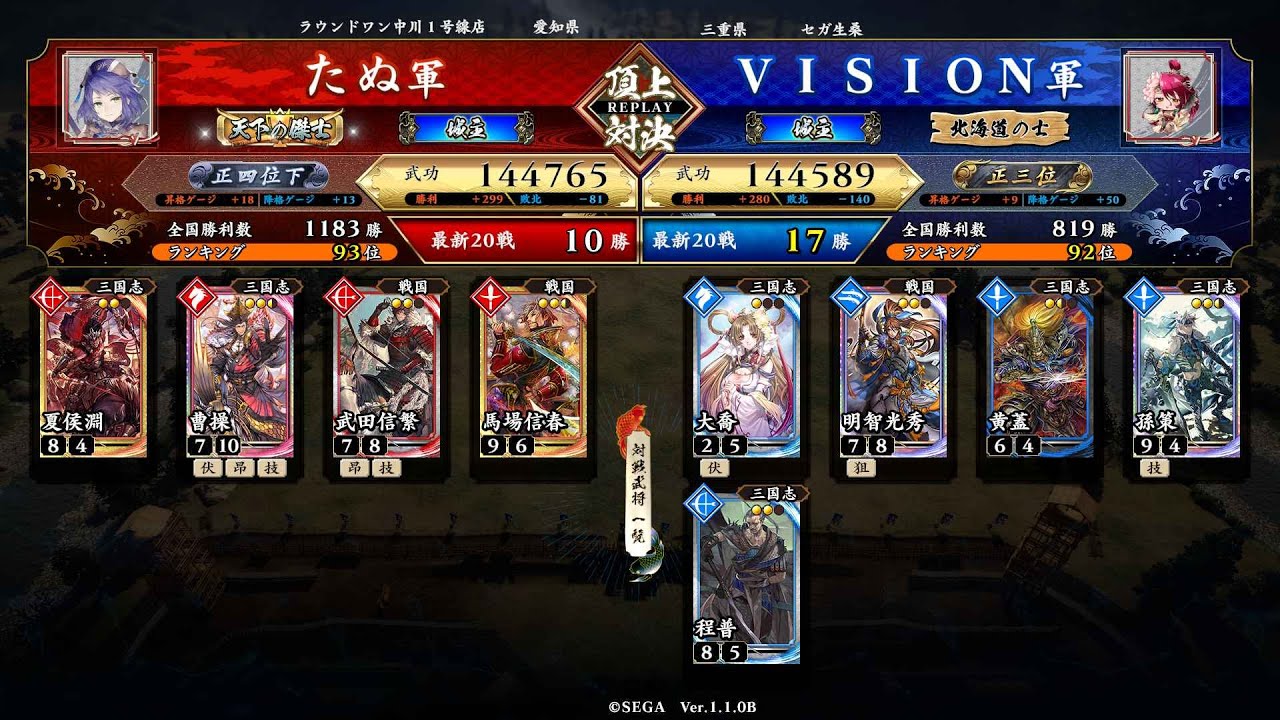 ラウンドワン中川1号線店 愛知県
三重県 セガ生桑
たぬ軍
頂上
REPLAY
対決
VISION軍
天下の傑士
城主
城主
北海道の士
正四位下
武功 144765
武功 144589
正三位
昇格ゲージ +18 降格ゲージ +13
勝利 +299 敗北 -81
勝利 +280 敗北 -140
昇格ゲージ +9 降格ゲージ +50
全国勝利数 1183勝
ランキング 93位
最新20戦 10勝
最新20戦 17勝
全国勝利数 819勝
ランキング 92位
三国志
夏侯淵
8 4
三国志
曹操
7 10
伏 昂 技
戦国
武田信繁
7 8
昂 技
戦国
馬場信春
9 6
対戦武将一覧
三国志
大喬
2 5
伏
戦国
明智光秀
7 8
狙
三国志
黄蓋
6 4
三国志
孫策
9 4
技
三国志
程普
8 5
©SEGA Ver.1.1.0B